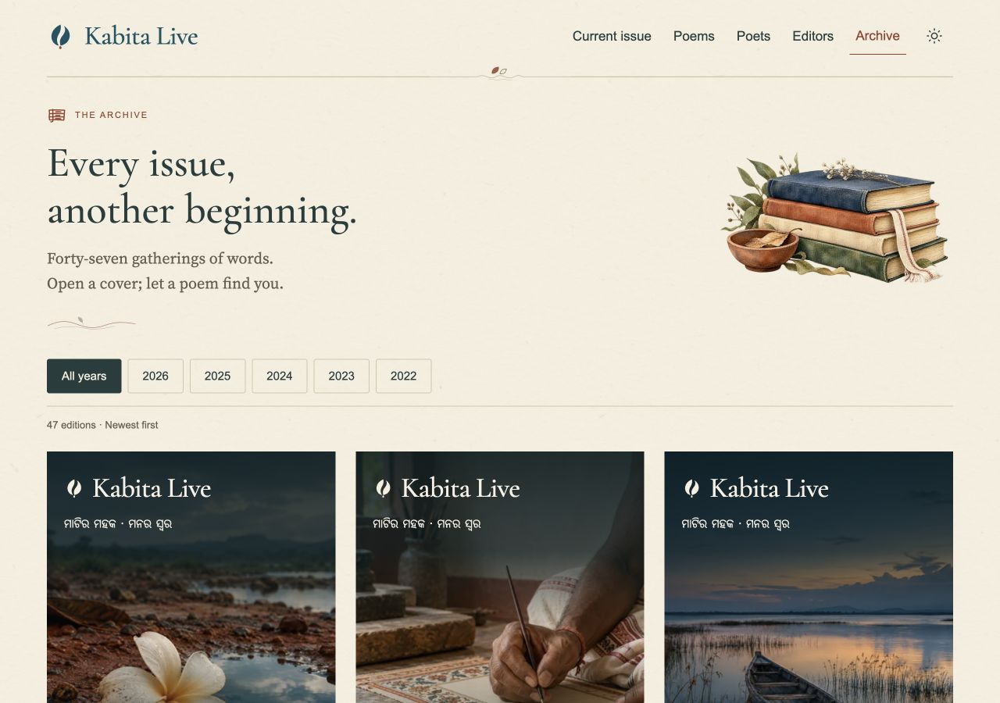 Kabita Live
Current issue
Poems
Poets
Editors
Archive
THE ARCHIVE
Every issue,
another beginning.
Forty-seven gatherings of words.
Open a cover; let a poem find you.
All years
2026
2025
2024
2023
2022
47 editions · Newest first
Kabita Live
ମାଟିର ମହକ · ମନର ସ୍ୱର
Kabita Live
ମାଟିର ମହକ · ମନର ସ୍ୱର
Kabita Live
ମାଟିର ମହକ · ମନର ସ୍ୱର